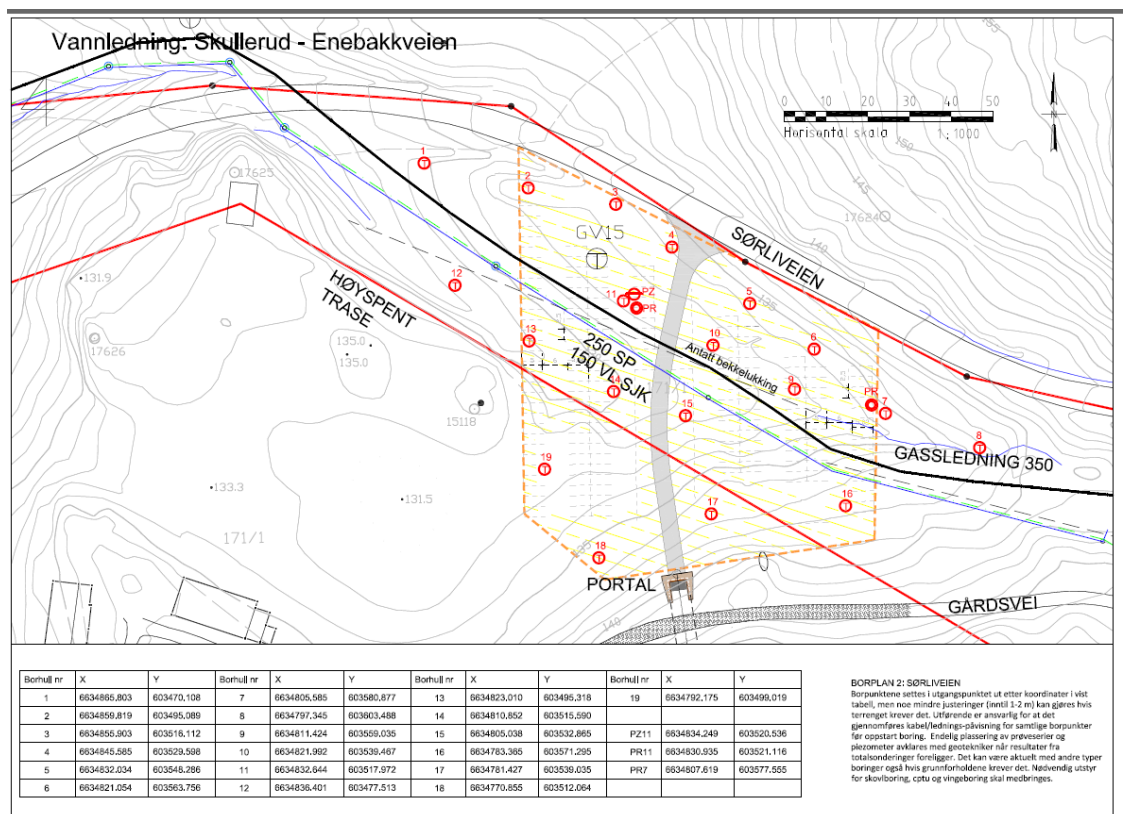 Vannledning: Skullerud - Enebakkveien
155
0 10 20 30 40 50
Horisontal skala 1:1000
N
150
145
17625
1
2
3
GV15
4
SØRLIVEIEN
17624
140
131.9
12
HØYSPENT
TRASE
11
PZ
PR
5
135
17626
135.0
135.0
13
250 SP
150 VL SJK
10
6
Antatt bekkelukking
14
171/1
15
9
PR
7
15118
8
GASSLEDNING 350
133.3
131.5
19
16
17
171/1
18
135
PORTAL
140
GÅRDSVEI
Borhull nr X Y Borhull nr X Y Borhull nr X Y Borhull nr X Y
1 6634865,803 603470,108 7 6634805,585 603580,877 13 6634823,010 603495,318 19 6634792,175 603499,019
2 6634859,819 603495,089 8 6634797,345 603603,488 14 6634810,852 603515,590
3 6634855,903 603516,112 9 6634811,424 603559,035 15 6634805,038 603532,865 PZ11 6634834,249 603520,536
4 6634845,585 603529,598 10 6634821,992 603539,467 16 6634783,365 603571,295 PR11 6634830,935 603521,116
5 6634832,034 603548,286 11 6634832,644 603517,972 17 6634781,427 603539,035 PR7 6634807,619 603577,555
6 6634821,054 603563,756 12 6634836,401 603477,513 18 6634770,855 603512,064
BORPLAN 2: SØRLIVEIEN
Borpunktene settes i utgangspunktet ut etter koordinater i vist
tabell, men noe mindre justeringer (inntil 1-2 m) kan gjøres hvis
terrenget krever det. Utførende er ansvarlig for at det
gjennomføres kabel/lednings-påvisning for samtlige borpunkter
før oppstart boring. Endelig plassering av prøveserier og
piezometer avklares med geotekniker når resultater fra
totalsonderinger foreligger. Det kan være aktuelt med andre typer
boringer også hvis grunnforholdene krever det. Nødvendig utstyr
for skovlboring, cptu og vingeboring skal medbringes.